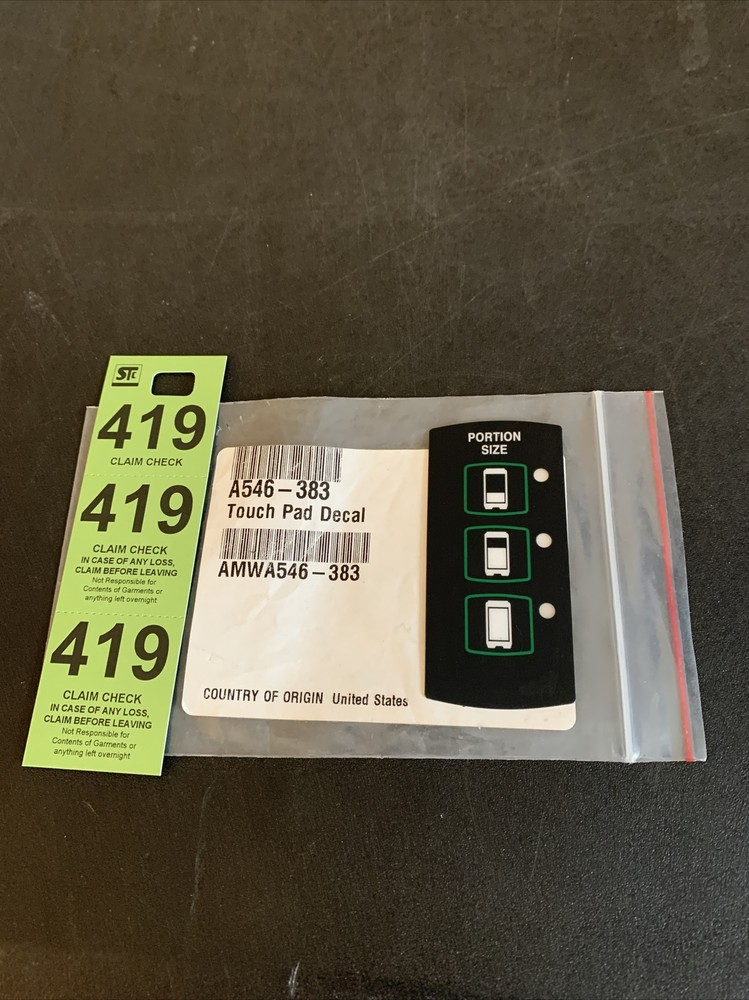 STC
419
CLAIM CHECK
419
CLAIM CHECK
IN CASE OF ANY LOSS,
CLAIM BEFORE LEAVING
Not Responsible for
Contents of Garments or
anything left overnight
419
CLAIM CHECK
IN CASE OF ANY LOSS,
CLAIM BEFORE LEAVING
Not Responsible for
Contents of Garments or
anything left overnight
A546-383
Touch Pad Decal
AMWA546-383
COUNTRY OF ORIGIN United States
PORTION
SIZE